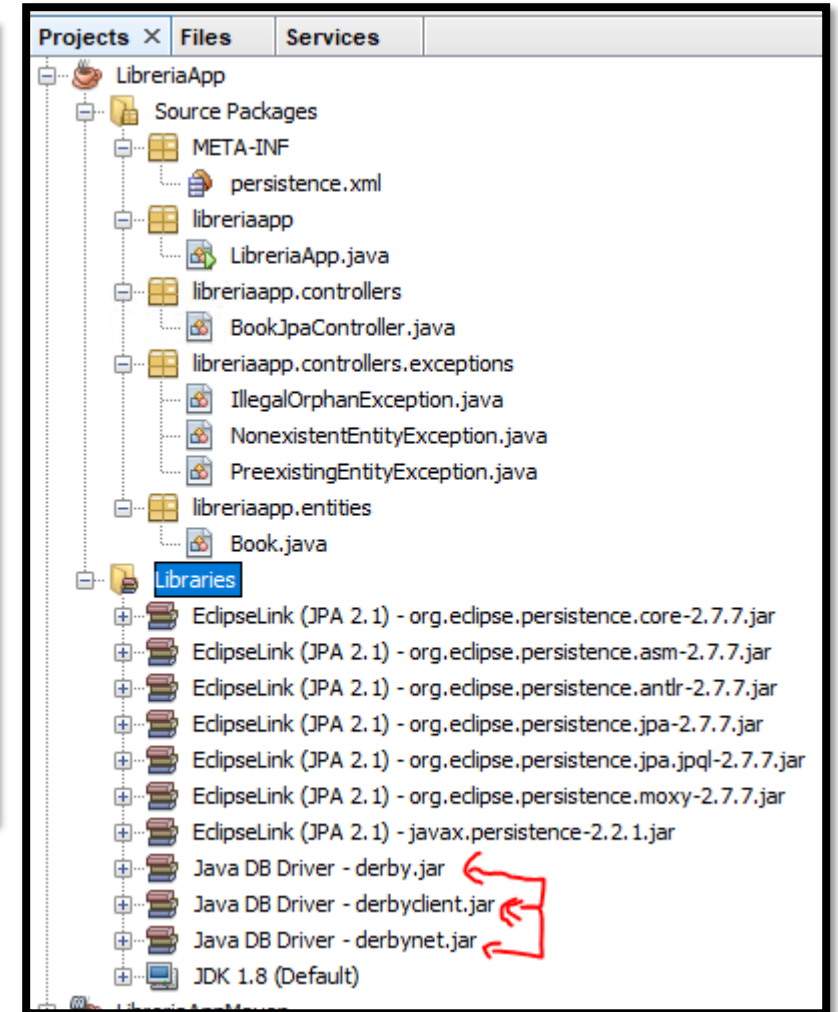 Projects × Files Services
LibreriaApp
Source Packages
META-INF
persistence.xml
libreriaapp
LibreriaApp.java
libreriaapp.controllers
BookJpaController.java
libreriaapp.controllers.exceptions
IllegalOrphanException.java
NonexistentEntityException.java
PreexistingEntityException.java
libreriaapp.entities
Book.java
Libraries
EclipseLink (JPA 2.1) - org.eclipse.persistence.core-2.7.7.jar
EclipseLink (JPA 2.1) - org.eclipse.persistence.asm-2.7.7.jar
EclipseLink (JPA 2.1) - org.eclipse.persistence.antlr-2.7.7.jar
EclipseLink (JPA 2.1) - org.eclipse.persistence.jpa-2.7.7.jar
EclipseLink (JPA 2.1) - org.eclipse.persistence.jpa.jpql-2.7.7.jar
EclipseLink (JPA 2.1) - org.eclipse.persistence.moxy-2.7.7.jar
EclipseLink (JPA 2.1) - javax.persistence-2.2.1.jar
Java DB Driver - derby.jar
Java DB Driver - derbyclient.jar
Java DB Driver - derbynet.jar
JDK 1.8 (Default)